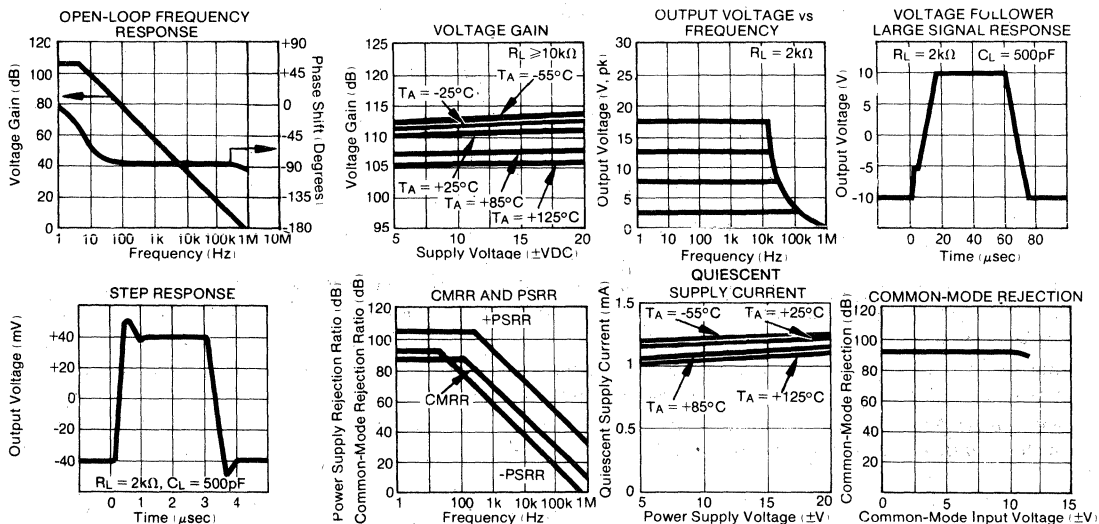 OPEN-LOOP FREQUENCY
RESPONSE
Voltage Gain (dB)
120
100
80
60
40
20
0
+90
+45
0
-45
-90
-135
-180
Phase Shift (Degrees)
1 10 100 1k 10k 100k 1M 10M
Frequency (Hz)
VOLTAGE GAIN
Voltage Gain (dB)
125
120
115
110
105
100
95
RL ≥10kΩ
TA = -55°C
TA = -25°C
TA = +25°C
TA = +85°C
TA = +125°C
5 10 15 20
Supply Voltage (±VDC)
OUTPUT VOLTAGE vs
FREQUENCY
Output Voltage (V, pk)
30
25
20
15
10
5
0
RL = 2kΩ
1 10 100 1k 10k 100k 1M
Frequency (Hz)
VOLTAGE FOLLOWER
LARGE SIGNAL RESPONSE
Output Voltage (V)
RL = 2kΩ CL = 500pF
10
5
0
-5
-10
0 20 40 60 80
Time (μsec)
STEP RESPONSE
Output Voltage (mV)
+40
+20
0
-20
-40
RL = 2kΩ, CL = 500pF
0 1 2 3 4
Time (μsec)
CMRR AND PSRR
Power Supply Rejection Ratio (dB)
Common-Mode Rejection Ratio (dB)
120
100
80
60
40
20
0
+PSRR
CMRR
-PSRR
1 10 100 1k 10k 100k 1M
Frequency (Hz)
QUIESCENT
SUPPLY CURRENT
Quiescent Supply Current (mA)
1.5
1
0.5
0
TA = -55°C TA = +25°C
TA = +85°C TA = +125°C
5 10 15 20
Power Supply Voltage (±V)
COMMON-MODE REJECTION
Common-Mode Rejection (dB)
120
100
80
60
40
20
0
0 5 10 15
Common-Mode Input Voltage (±V)